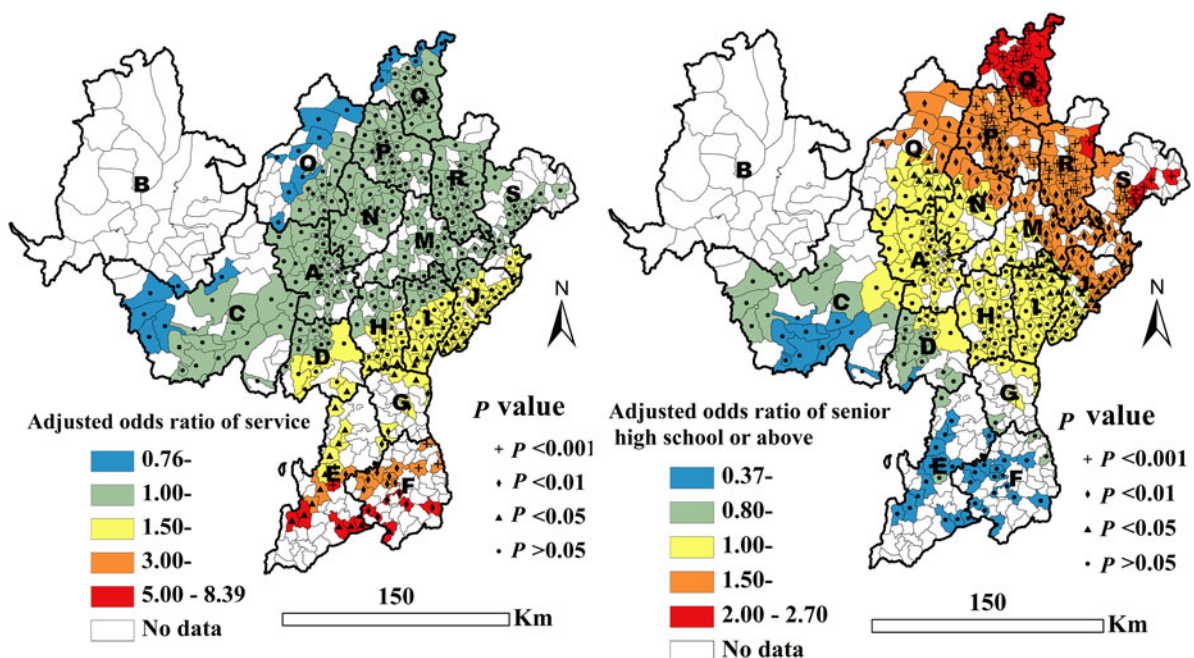 Q
P
O
R
B
S
N
M
A
J
C
I
H
D
G
E
F
N
Adjusted odds ratio of service
0.76-
1.00-
1.50-
3.00-
5.00 - 8.39
No data
P value
P <0.001
P <0.01
P <0.05
P >0.05
150
Km
Q
P
O
R
B
S
N
M
A
J
C
I
H
D
G
E
F
N
Adjusted odds ratio of senior
high school or above
0.37-
0.80-
1.00-
1.50-
2.00 - 2.70
No data
P value
P <0.001
P <0.01
P <0.05
P >0.05
150
Km